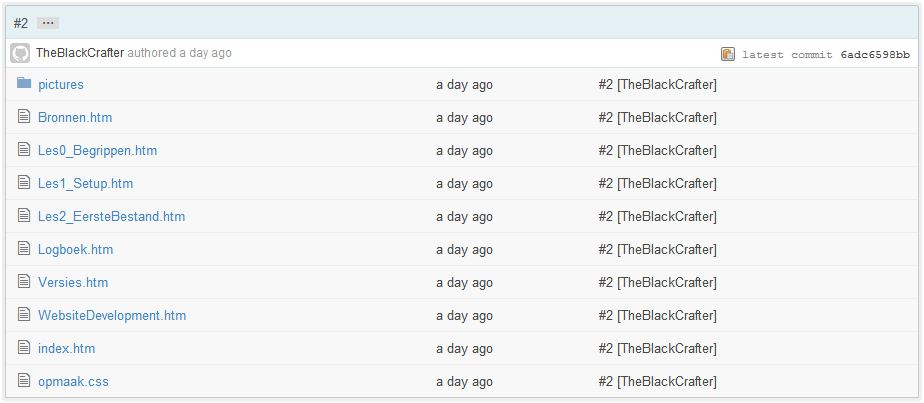 #2 ...
TheBlackCrafter authored a day ago latest commit 6adc6598bb
pictures a day ago #2 [TheBlackCrafter]
Bronnen.htm a day ago #2 [TheBlackCrafter]
Les0_Begrippen.htm a day ago #2 [TheBlackCrafter]
Les1_Setup.htm a day ago #2 [TheBlackCrafter]
Les2_EersteBestand.htm a day ago #2 [TheBlackCrafter]
Logboek.htm a day ago #2 [TheBlackCrafter]
Versies.htm a day ago #2 [TheBlackCrafter]
WebsiteDevelopment.htm a day ago #2 [TheBlackCrafter]
index.htm a day ago #2 [TheBlackCrafter]
opmaak.css a day ago #2 [TheBlackCrafter]